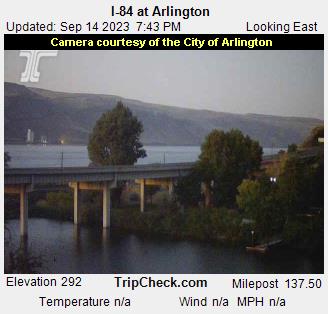 I-84 at Arlington
Updated: Sep 14 2023 7:43 PM Looking East
Camera courtesy of the City of Arlington
Elevation 292 TripCheck.com Milepost 137.50
Temperature n/a Wind n/a MPH n/a